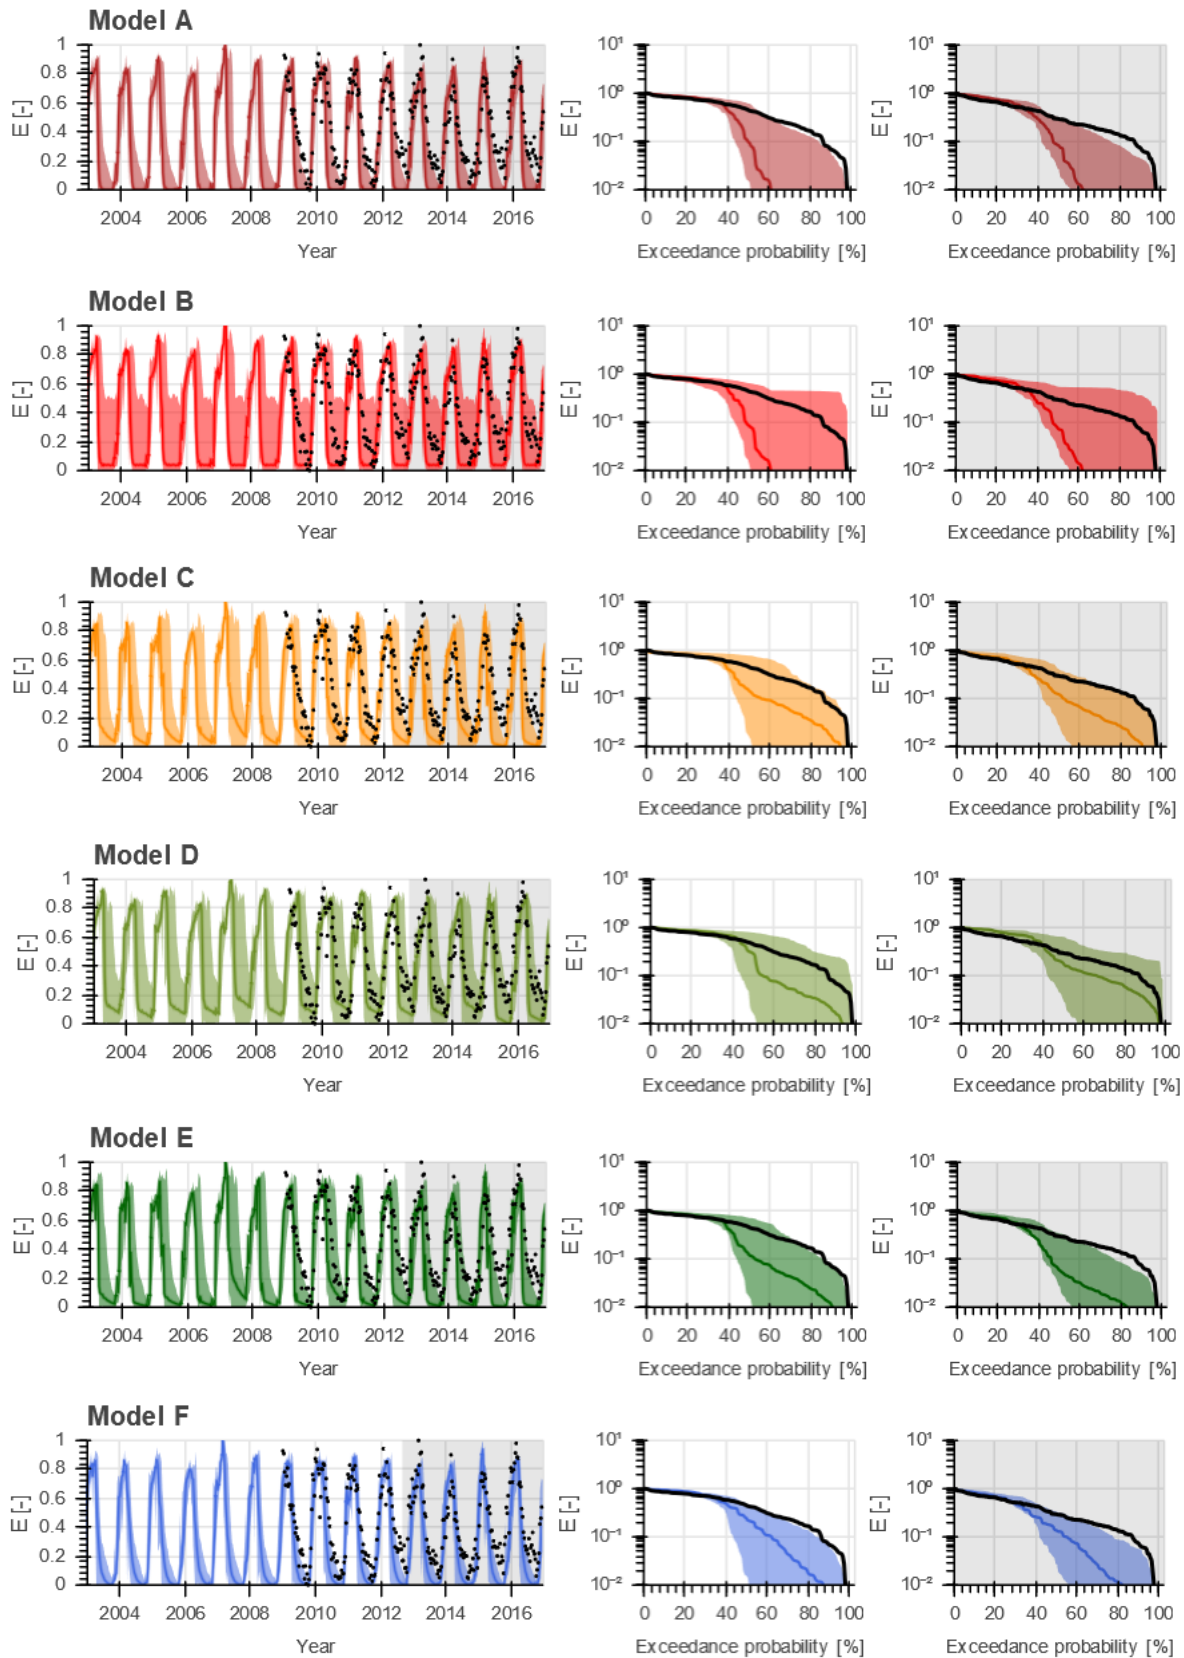 Model A
1 0.8 0.6 0.4 0.2 0
E [-]
2004 2006 2008 2010 2012 2014 2016
Year
10¹ 10⁰ 10⁻¹ 10⁻²
E [-]
0 20 40 60 80 100
Exceedance probability [%]
10¹ 10⁰ 10⁻¹ 10⁻²
E [-]
0 20 40 60 80 100
Exceedance probability [%]
Model B
1 0.8 0.6 0.4 0.2 0
E [-]
2004 2006 2008 2010 2012 2014 2016
Year
10¹ 10⁰ 10⁻¹ 10⁻²
E [-]
0 20 40 60 80 100
Exceedance probability [%]
10¹ 10⁰ 10⁻¹ 10⁻²
E [-]
0 20 40 60 80 100
Exceedance probability [%]
Model C
1 0.8 0.6 0.4 0.2 0
E [-]
2004 2006 2008 2010 2012 2014 2016
Year
10¹ 10⁰ 10⁻¹ 10⁻²
E [-]
0 20 40 60 80 100
Exceedance probability [%]
10¹ 10⁰ 10⁻¹ 10⁻²
E [-]
0 20 40 60 80 100
Exceedance probability [%]
Model D
1 0.8 0.6 0.4 0.2 0
E [-]
2004 2006 2008 2010 2012 2014 2016
Year
10¹ 10⁰ 10⁻¹ 10⁻²
E [-]
0 20 40 60 80 100
Exceedance probability [%]
10¹ 10⁰ 10⁻¹ 10⁻²
E [-]
0 20 40 60 80 100
Exceedance probability [%]
Model E
1 0.8 0.6 0.4 0.2 0
E [-]
2004 2006 2008 2010 2012 2014 2016
Year
10¹ 10⁰ 10⁻¹ 10⁻²
E [-]
0 20 40 60 80 100
Exceedance probability [%]
10¹ 10⁰ 10⁻¹ 10⁻²
E [-]
0 20 40 60 80 100
Exceedance probability [%]
Model F
1 0.8 0.6 0.4 0.2 0
E [-]
2004 2006 2008 2010 2012 2014 2016
Year
10¹ 10⁰ 10⁻¹ 10⁻²
E [-]
0 20 40 60 80 100
Exceedance probability [%]
10¹ 10⁰ 10⁻¹ 10⁻²
E [-]
0 20 40 60 80 100
Exceedance probability [%]